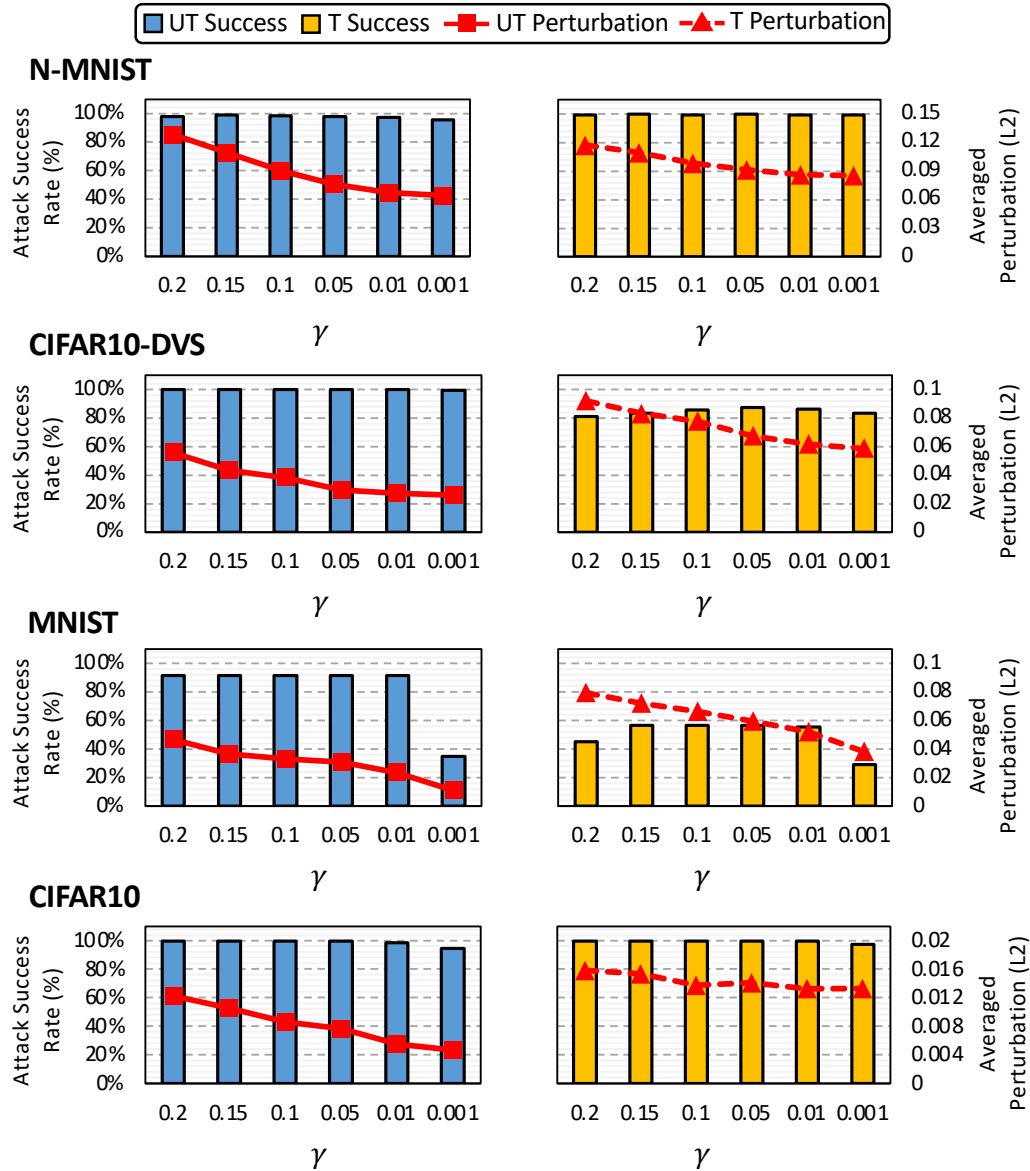 UT Success T Success UT Perturbation T Perturbation
N-MNIST
Attack Success
Rate (%)
100%
80%
60%
40%
20%
0%
0.2 0.15 0.1 0.05 0.01 0.001
γ
0.15
0.12
0.09
0.06
0.03
0
Averaged
Perturbation (L2)
0.2 0.15 0.1 0.05 0.01 0.001
γ
CIFAR10-DVS
Attack Success
Rate (%)
100%
80%
60%
40%
20%
0%
0.2 0.15 0.1 0.05 0.01 0.001
γ
0.1
0.08
0.06
0.04
0.02
0
Averaged
Perturbation (L2)
0.2 0.15 0.1 0.05 0.01 0.001
γ
MNIST
Attack Success
Rate (%)
100%
80%
60%
40%
20%
0%
0.2 0.15 0.1 0.05 0.01 0.001
γ
0.1
0.08
0.06
0.04
0.02
0
Averaged
Perturbation (L2)
0.2 0.15 0.1 0.05 0.01 0.001
γ
CIFAR10
Attack Success
Rate (%)
100%
80%
60%
40%
20%
0%
0.2 0.15 0.1 0.05 0.01 0.001
γ
0.02
0.016
0.012
0.008
0.004
0
Averaged
Perturbation (L2)
0.2 0.15 0.1 0.05 0.01 0.001
γ